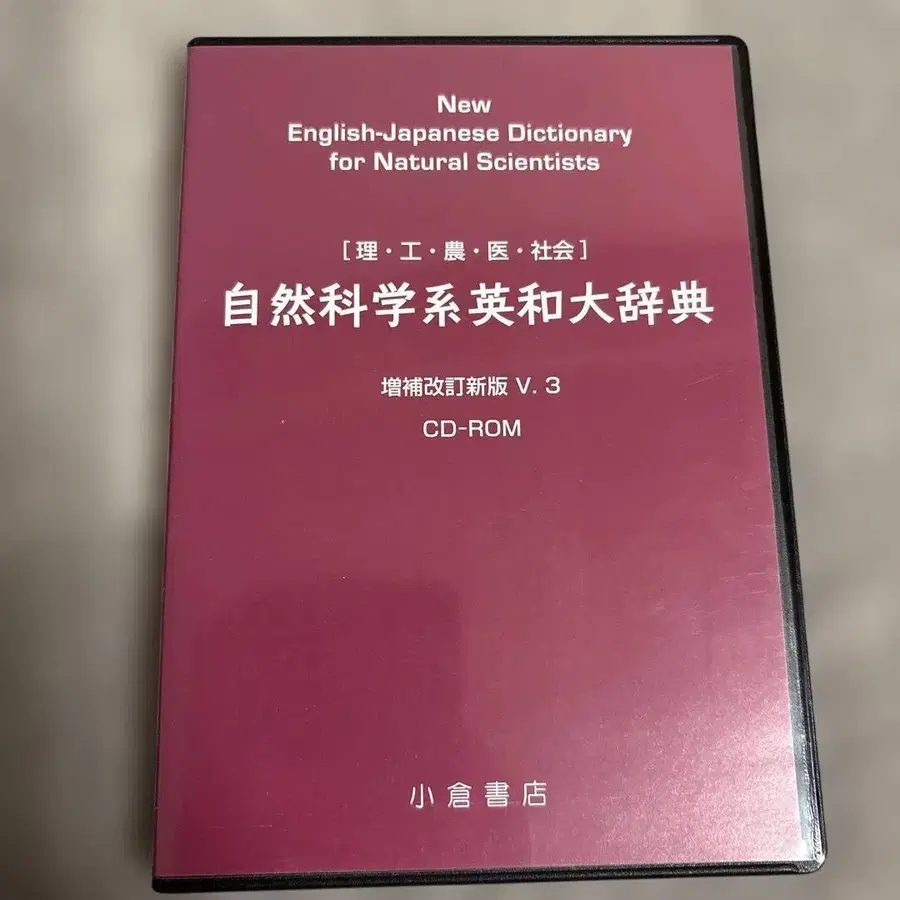 New
English-Japanese Dictionary
for Natural Scientists
[理・工・農・医・社会]
自然科学系英和大辞典
増補改訂新版 V. 3
CD-ROM
小倉書店